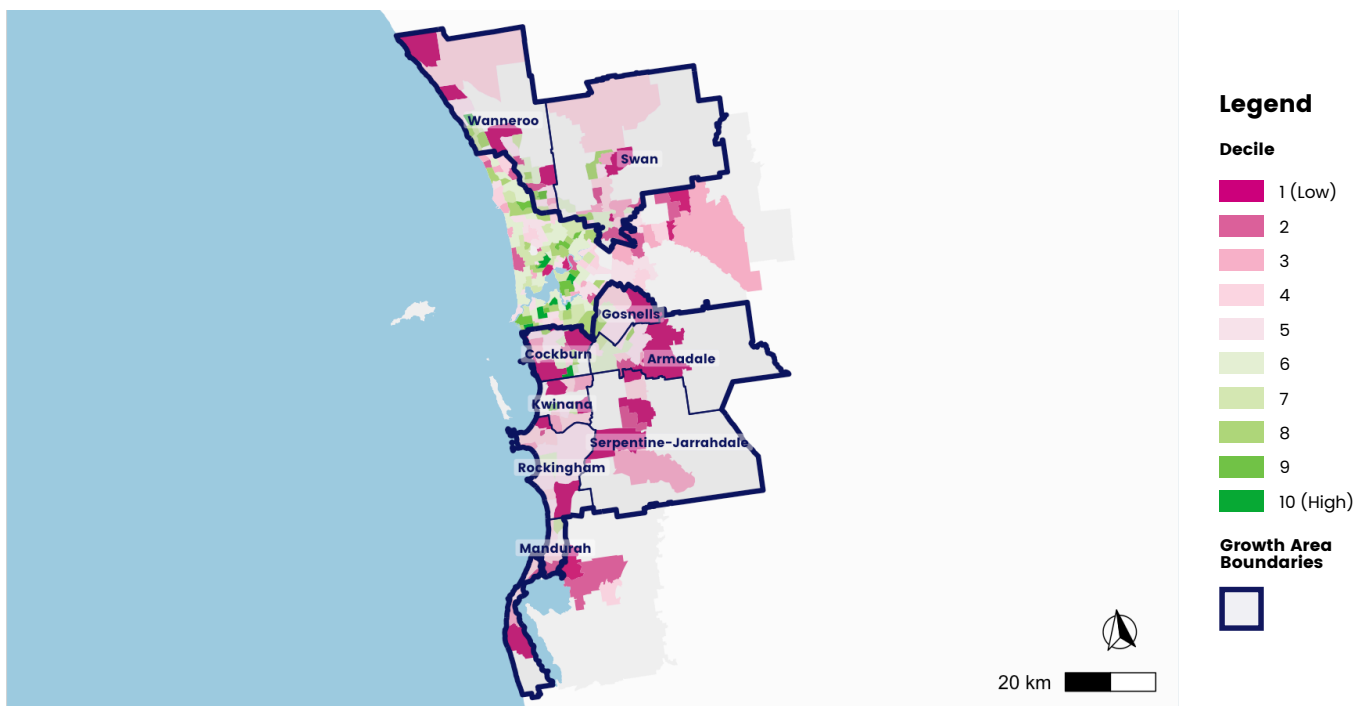 Wanneroo
Swan
Gosnells
Cockburn
Armadale
Kwinana
Serpentine-Jarrahdale
Rockingham
Mandurah
20 km
Legend
Decile
1 (Low)
2
3
4
5
6
7
8
9
10 (High)
Growth Area
Boundaries